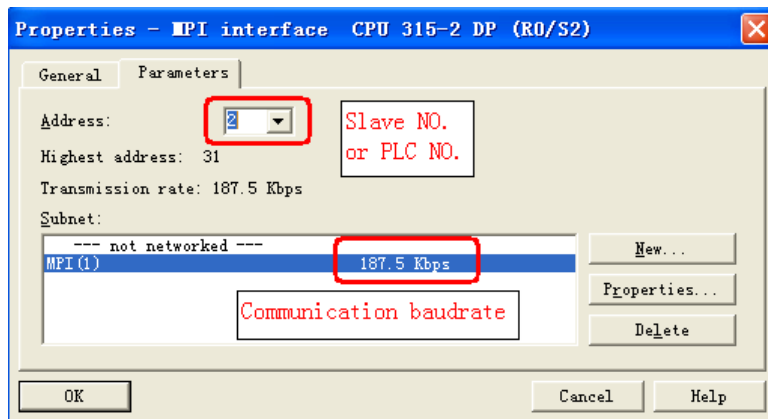 Properties - MPI interface CPU 315-2 DP (R0/S2)
General Parameters
Address: 2
Slave NO.
or PLC NO.
Highest address: 31
Transmission rate: 187.5 Kbps
Subnet:
--- not networked ---
MPI(1) 187.5 Kbps
Communication baudrate
New...
Properties...
Delete
OK Cancel Help